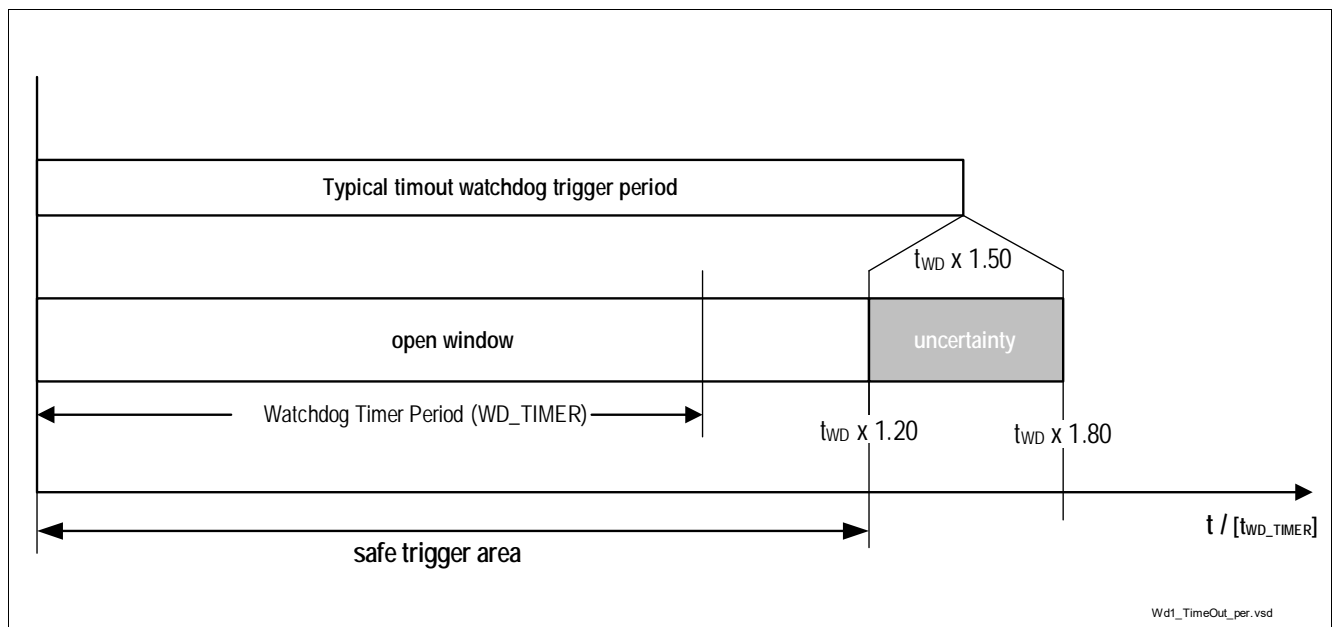 Typical timout watchdog trigger period
tWD x 1.50
open window
uncertainty
Watchdog Timer Period (WD_TIMER)
tWD x 1.20
tWD x 1.80
t / [tWD_TIMER]
safe trigger area
Wd1_TimeOut_per.vsd